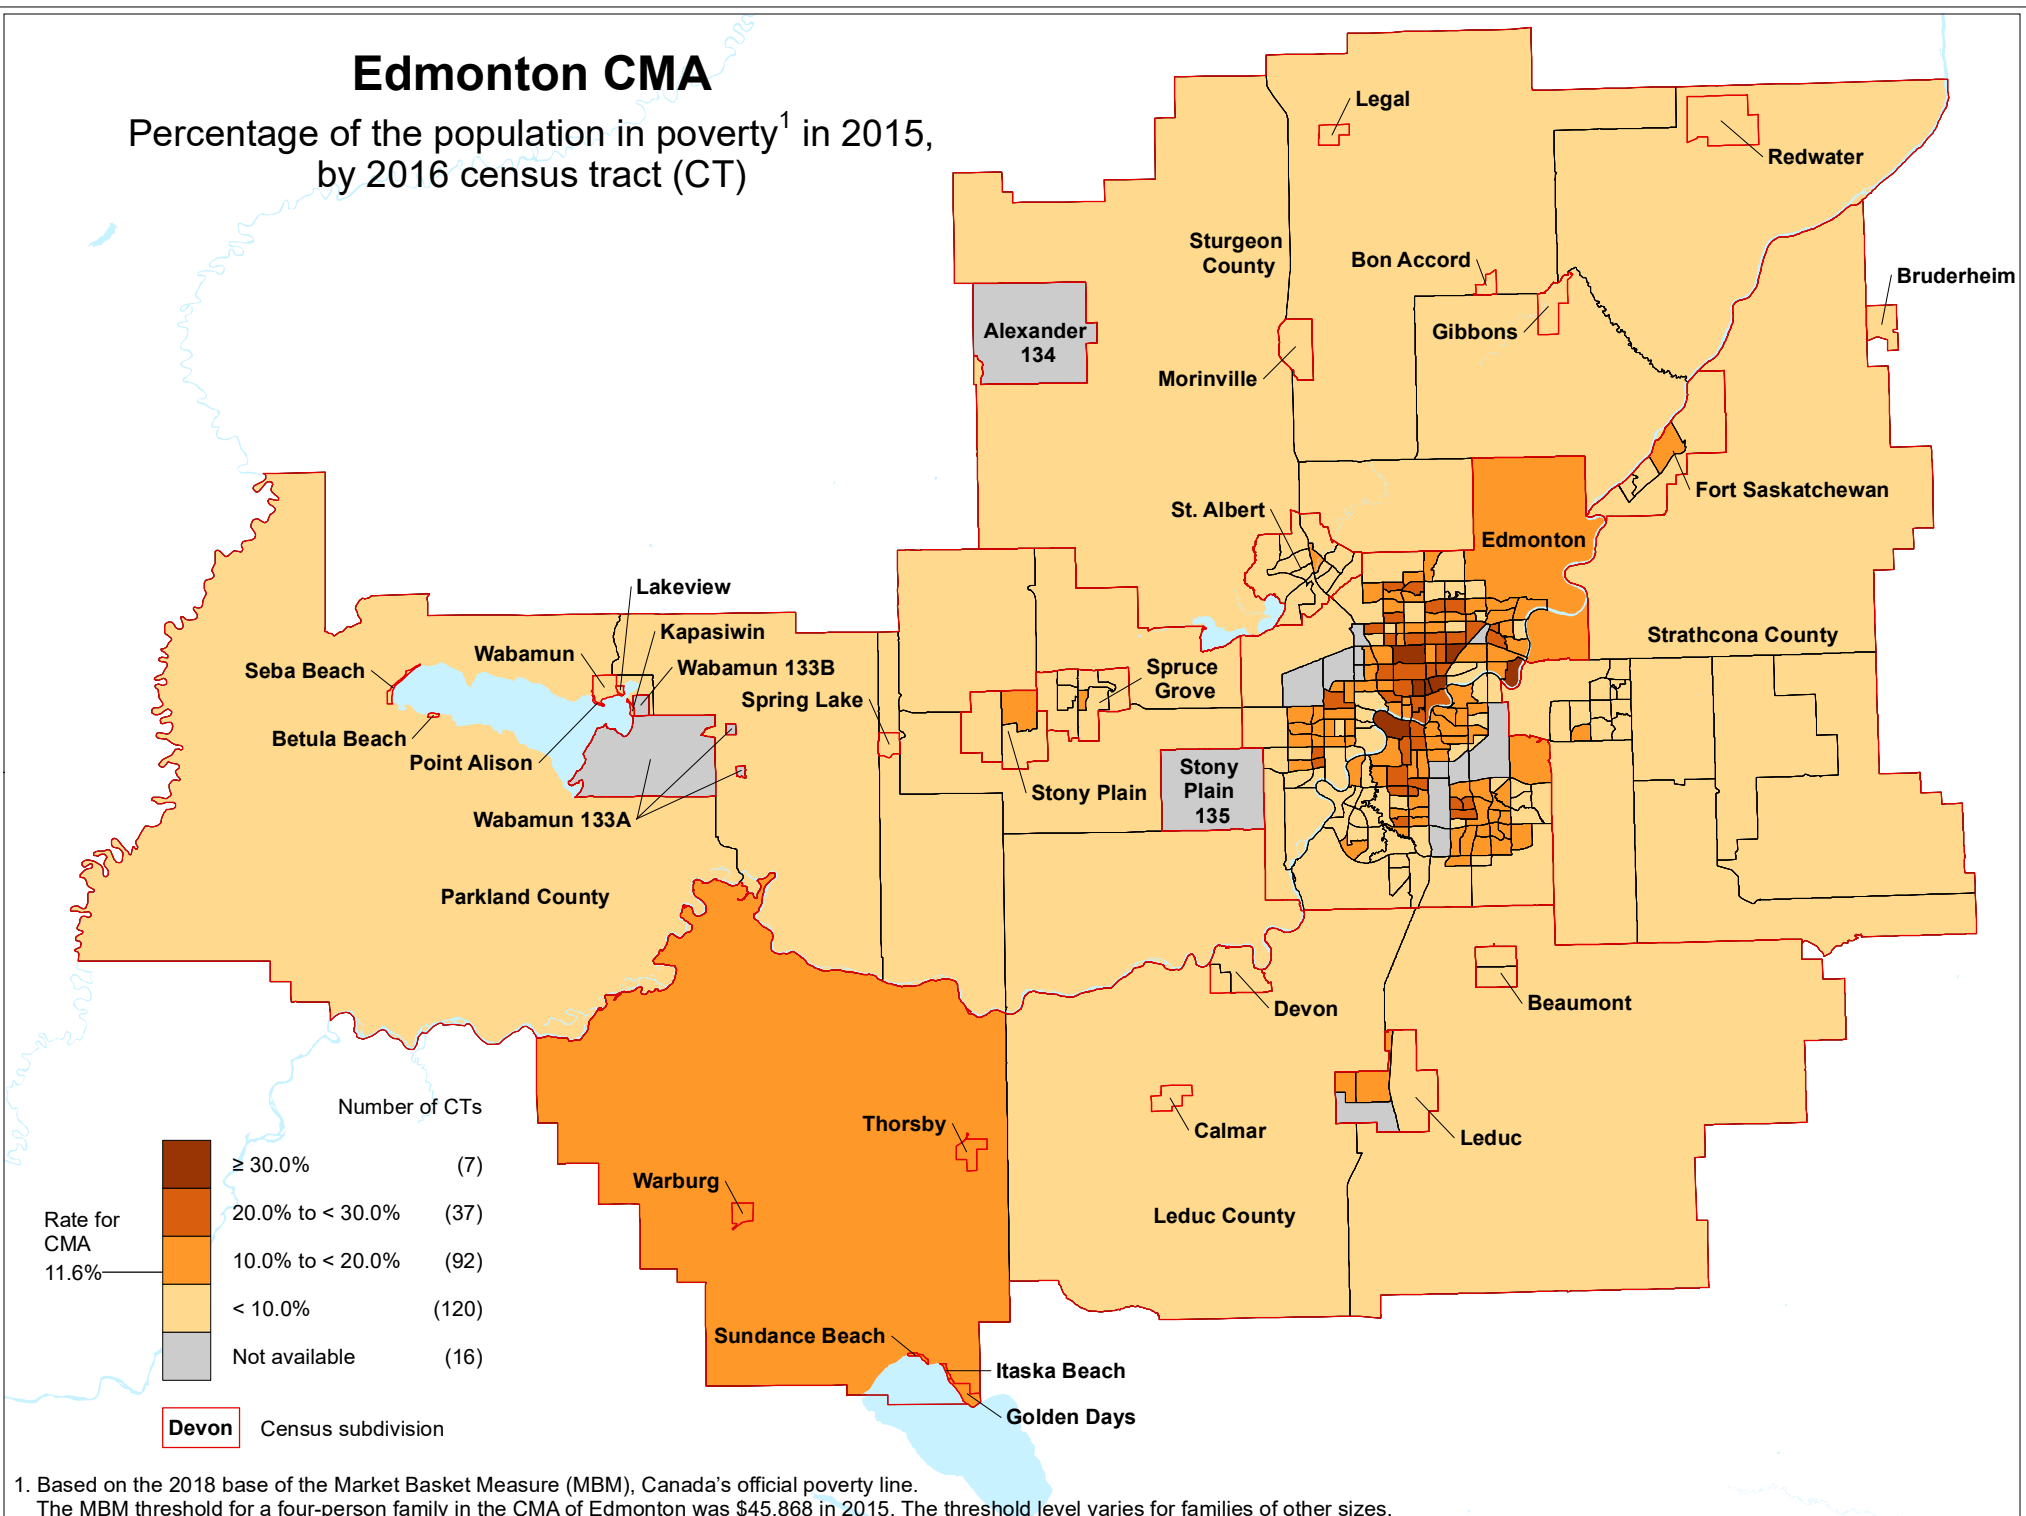 Edmonton CMA
Percentage of the population in poverty1 in 2015,
by 2016 census tract (CT)
Legal
Redwater
Sturgeon
County
Bon Accord
Bruderheim
Alexander
134
Gibbons
Morinville
Fort Saskatchewan
St. Albert
Edmonton
Lakeview
Kapasiwin
Strathcona County
Wabamun
Seba Beach
Wabamun 133B
Spruce
Grove
Spring Lake
Betula Beach
Point Alison
Stony
Plain
135
Stony Plain
Wabamun 133A
Parkland County
Devon
Beaumont
Number of CTs
Thorsby
Calmar
Leduc
≥ 30.0% (7)
Warburg
20.0% to < 30.0% (37)
Leduc County
Rate for
CMA
11.6%
10.0% to < 20.0% (92)
< 10.0% (120)
Sundance Beach
Not available (16)
Itaska Beach
Golden Days
Devon Census subdivision
1. Based on the 2018 base of the Market Basket Measure (MBM), Canada's official poverty line.
The MBM threshold for a four-person family in the CMA of Edmonton was $45,868 in 2015. The threshold level varies for families of other sizes.